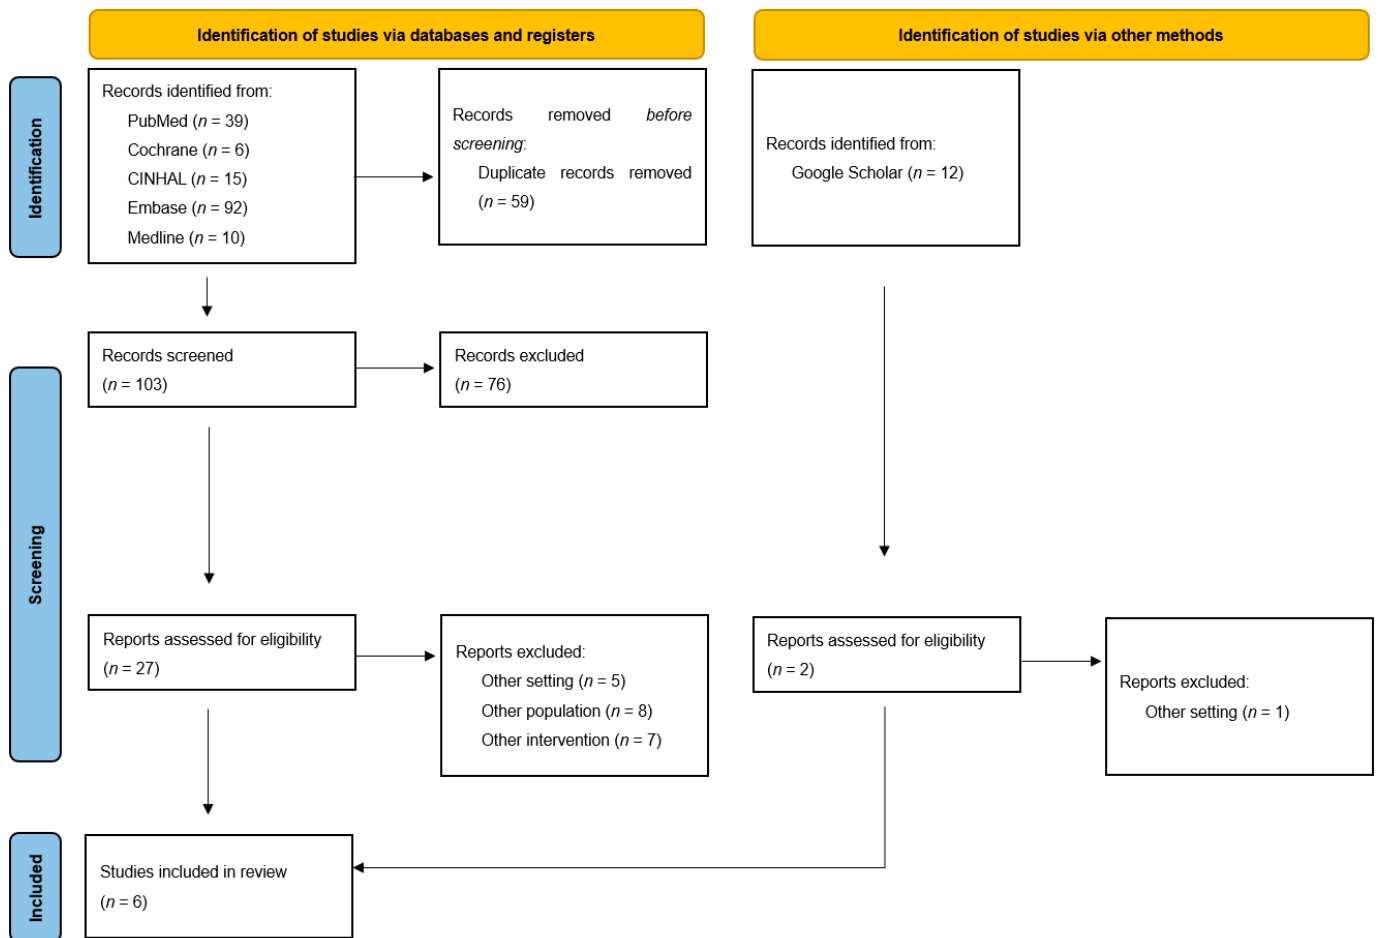 Identification of studies via databases and registers
Identification of studies via other methods
Identification
Records identified from:
PubMed (n = 39)
Cochrane (n = 6)
CINHAL (n = 15)
Embase (n = 92)
Medline (n = 10)
Records removed before
screening:
Duplicate records removed
(n = 59)
Records identified from:
Google Scholar (n = 12)
Screening
Records screened
(n = 103)
Records excluded
(n = 76)
Reports assessed for eligibility
(n = 27)
Reports excluded:
Other setting (n = 5)
Other population (n = 8)
Other intervention (n = 7)
Reports assessed for eligibility
(n = 2)
Reports excluded:
Other setting (n = 1)
Included
Studies included in review
(n = 6)